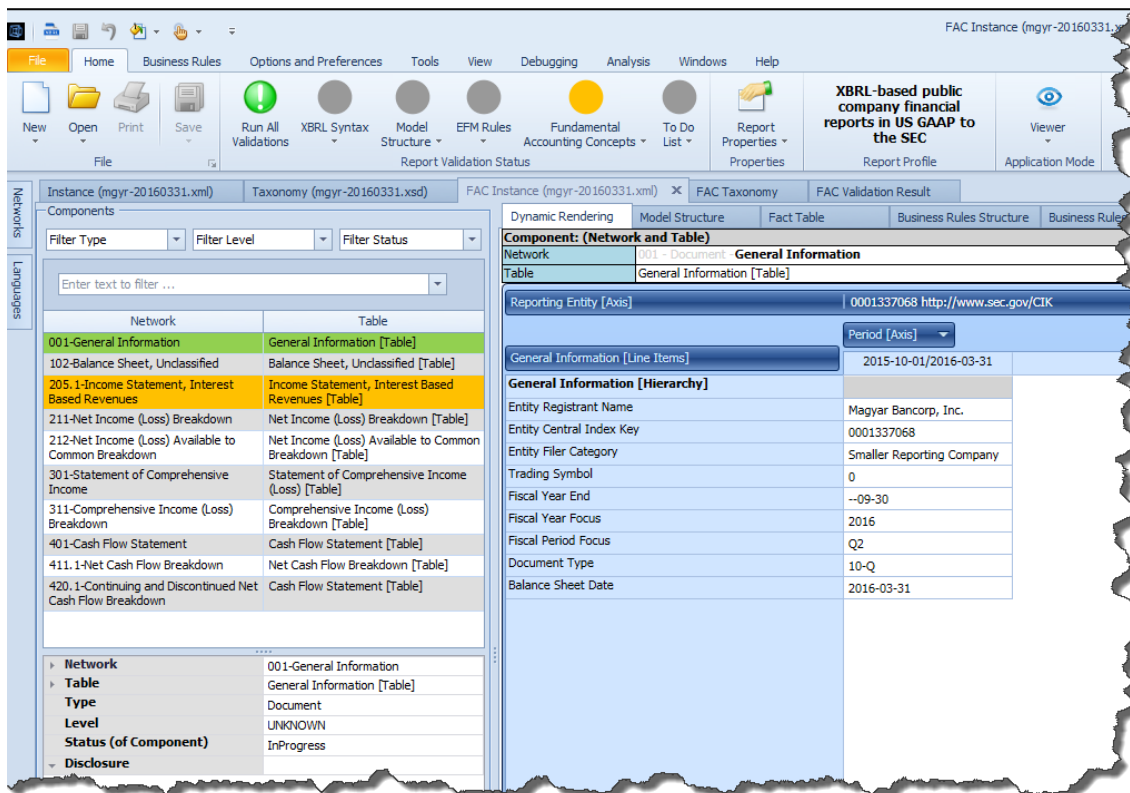 FAC Instance (mgyr-20160331.x
File Home Business Rules Options and Preferences Tools View Debugging Analysis Windows Help
New Open Print Save Run All Validations XBRL Syntax Model Structure EFM Rules Fundamental Accounting Concepts To Do List Report Properties XBRL-based public company financial reports in US GAAP to the SEC Viewer
File Report Validation Status Properties Report Profile Application Mode
Networks
Languages
Instance (mgyr-20160331.xml) Taxonomy (mgyr-20160331.xsd) FAC Instance (mgyr-20160331.xml) X FAC Taxonomy FAC Validation Result
Components
Filter Type Filter Level Filter Status
Enter text to filter ...
Network Table
001-General Information General Information [Table]
102-Balance Sheet, Unclassified Balance Sheet, Unclassified [Table]
205.1-Income Statement, Interest Income Statement, Interest Based
Based Revenues Revenues [Table]
211-Net Income (Loss) Breakdown Net Income (Loss) Breakdown [Table]
212-Net Income (Loss) Available to Net Income (Loss) Available to Common
Common Breakdown Breakdown [Table]
301-Statement of Comprehensive Statement of Comprehensive Income
Income (Loss) [Table]
311-Comprehensive Income (Loss) Comprehensive Income (Loss)
Breakdown Breakdown [Table]
401-Cash Flow Statement Cash Flow Statement [Table]
411.1-Net Cash Flow Breakdown Net Cash Flow Breakdown [Table]
420.1-Continuing and Discontinued Net Cash Flow Statement [Table]
Cash Flow Breakdown
Network 001-General Information
Table General Information [Table]
Type Document
Level UNKNOWN
Status (of Component) InProgress
Disclosure
Dynamic Rendering Model Structure Fact Table Business Rules Structure Business Rules
Component: (Network and Table)
Network 001 - Document - General Information
Table General Information [Table]
Reporting Entity [Axis] 0001337068 http://www.sec.gov/CIK
Period [Axis]
General Information [Line Items] 2015-10-01/2016-03-31
General Information [Hierarchy]
Entity Registrant Name Magyar Bancorp, Inc.
Entity Central Index Key 0001337068
Entity Filer Category Smaller Reporting Company
Trading Symbol 0
Fiscal Year End --09-30
Fiscal Year Focus 2016
Fiscal Period Focus Q2
Document Type 10-Q
Balance Sheet Date 2016-03-31